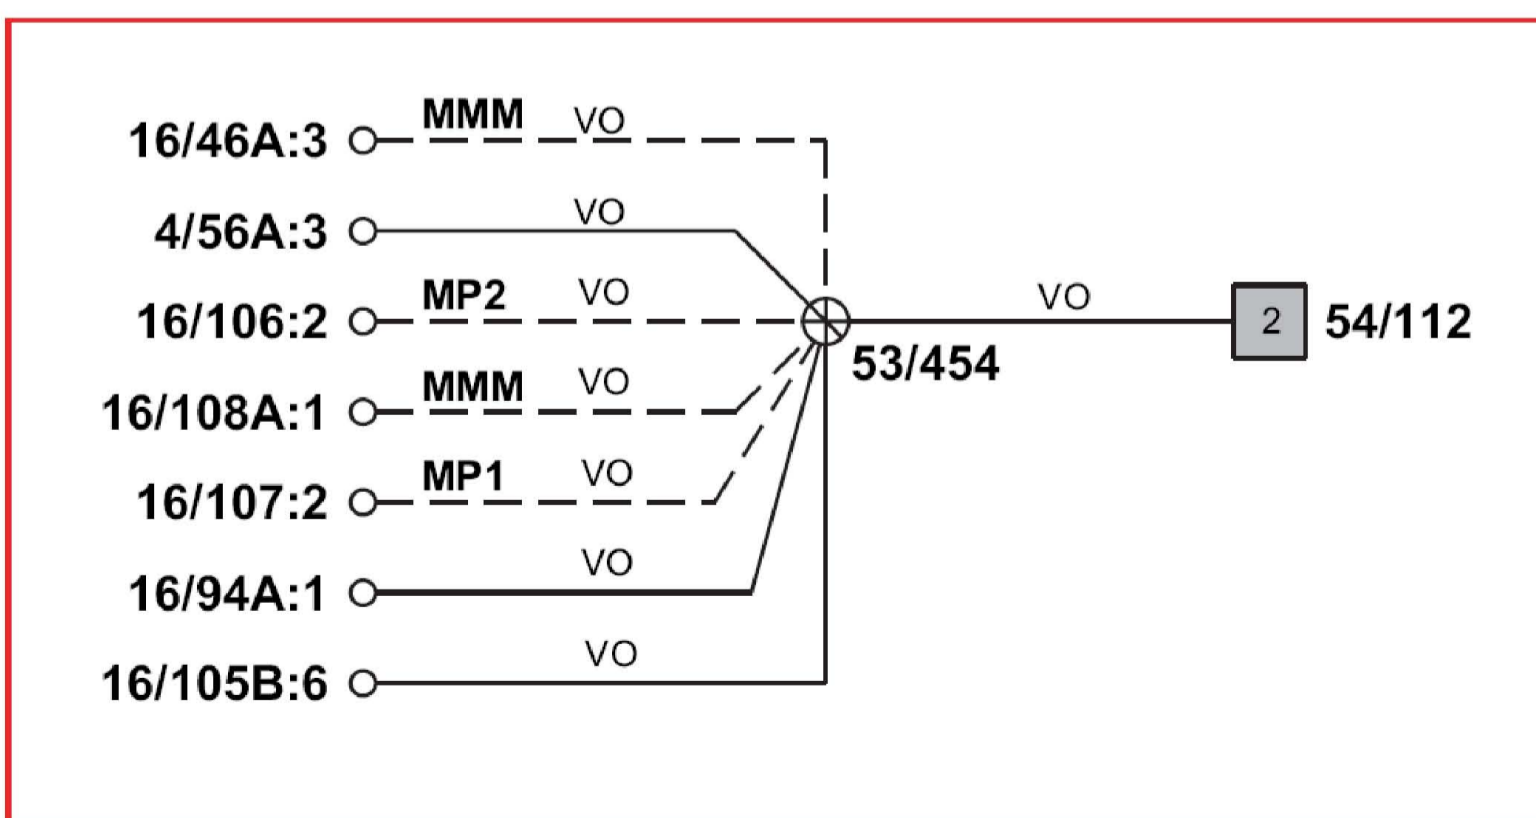 16/46A:3 MMM VO
4/56A:3 VO
16/106:2 MP2 VO VO 2 54/112
53/454
16/108A:1 MMM VO
16/107:2 MP1 VO
16/94A:1 VO
16/105B:6 VO